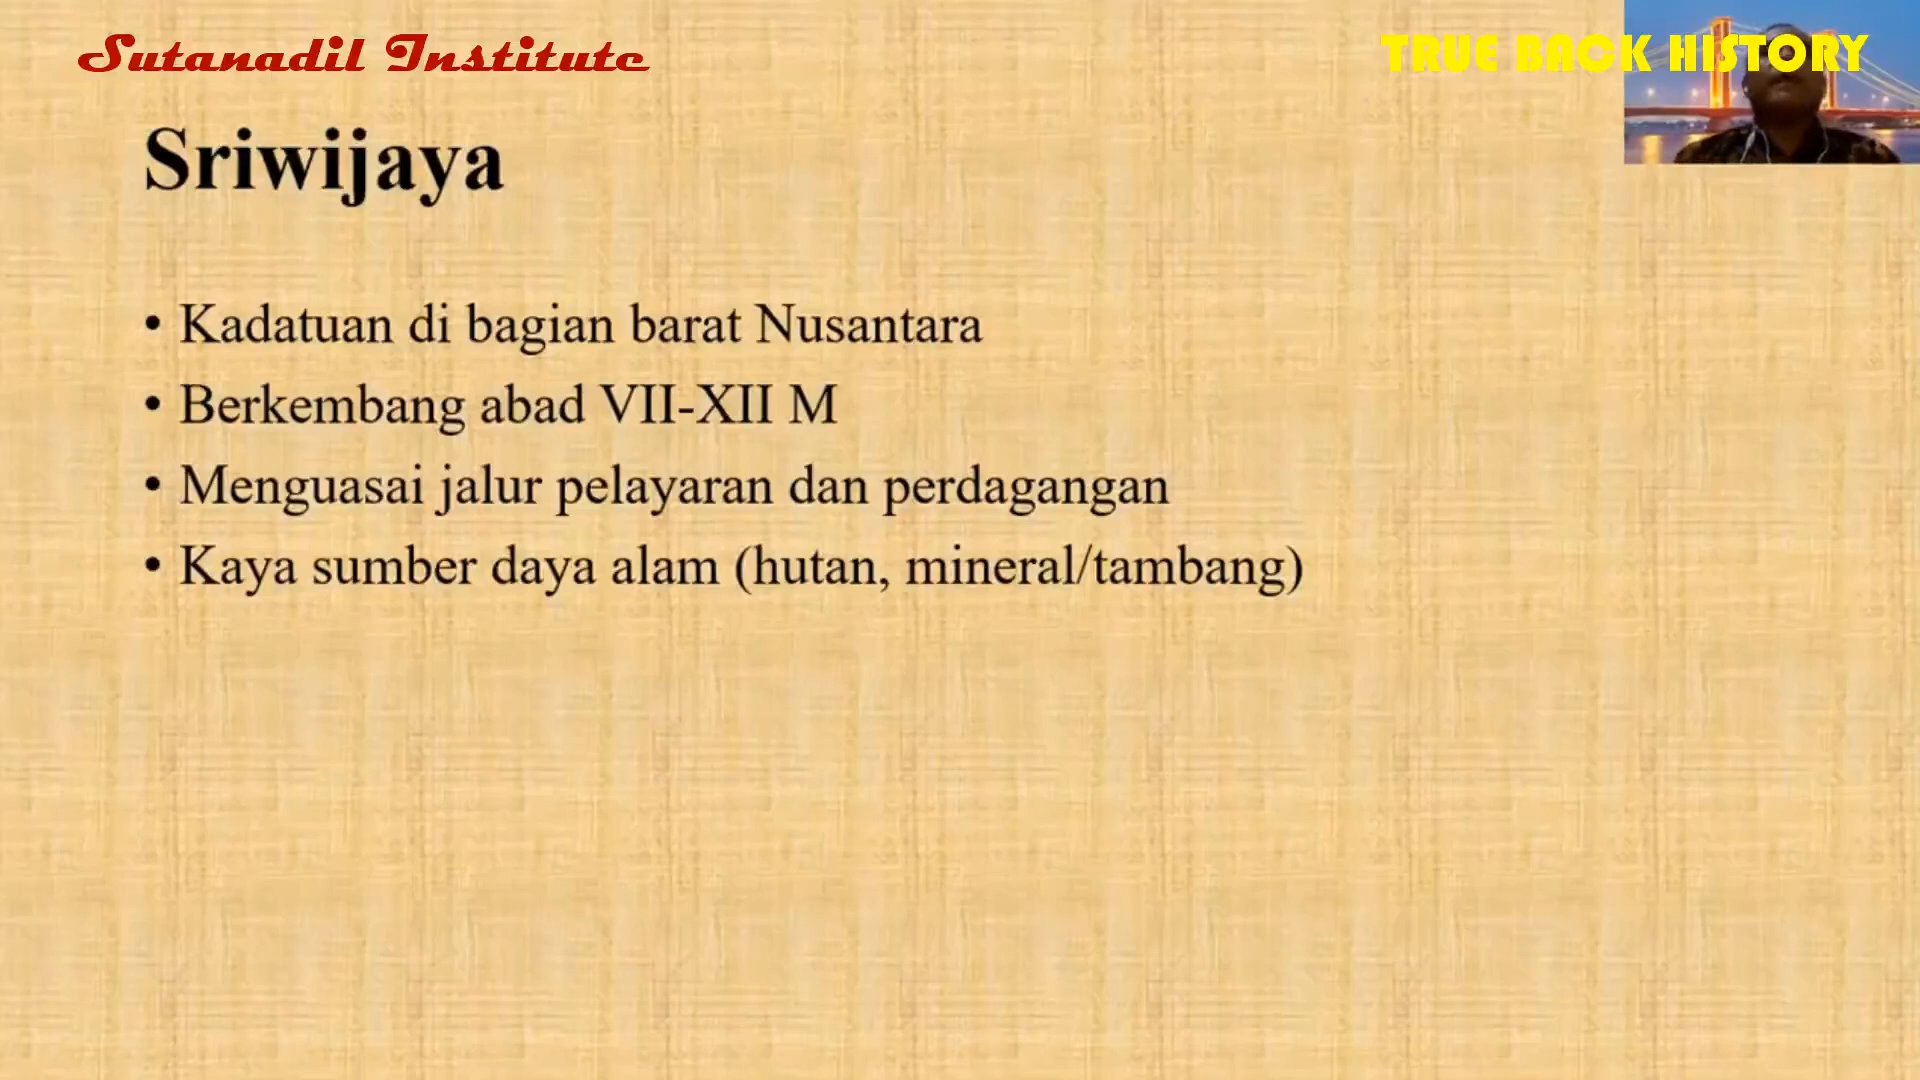 Sutanadil Institute
TRUE BACK HISTORY
Sriwijaya
• Kadatuan di bagian barat Nusantara
• Berkembang abad VII-XII M
• Menguasai jalur pelayaran dan perdagangan
• Kaya sumber daya alam (hutan, mineral/tambang)